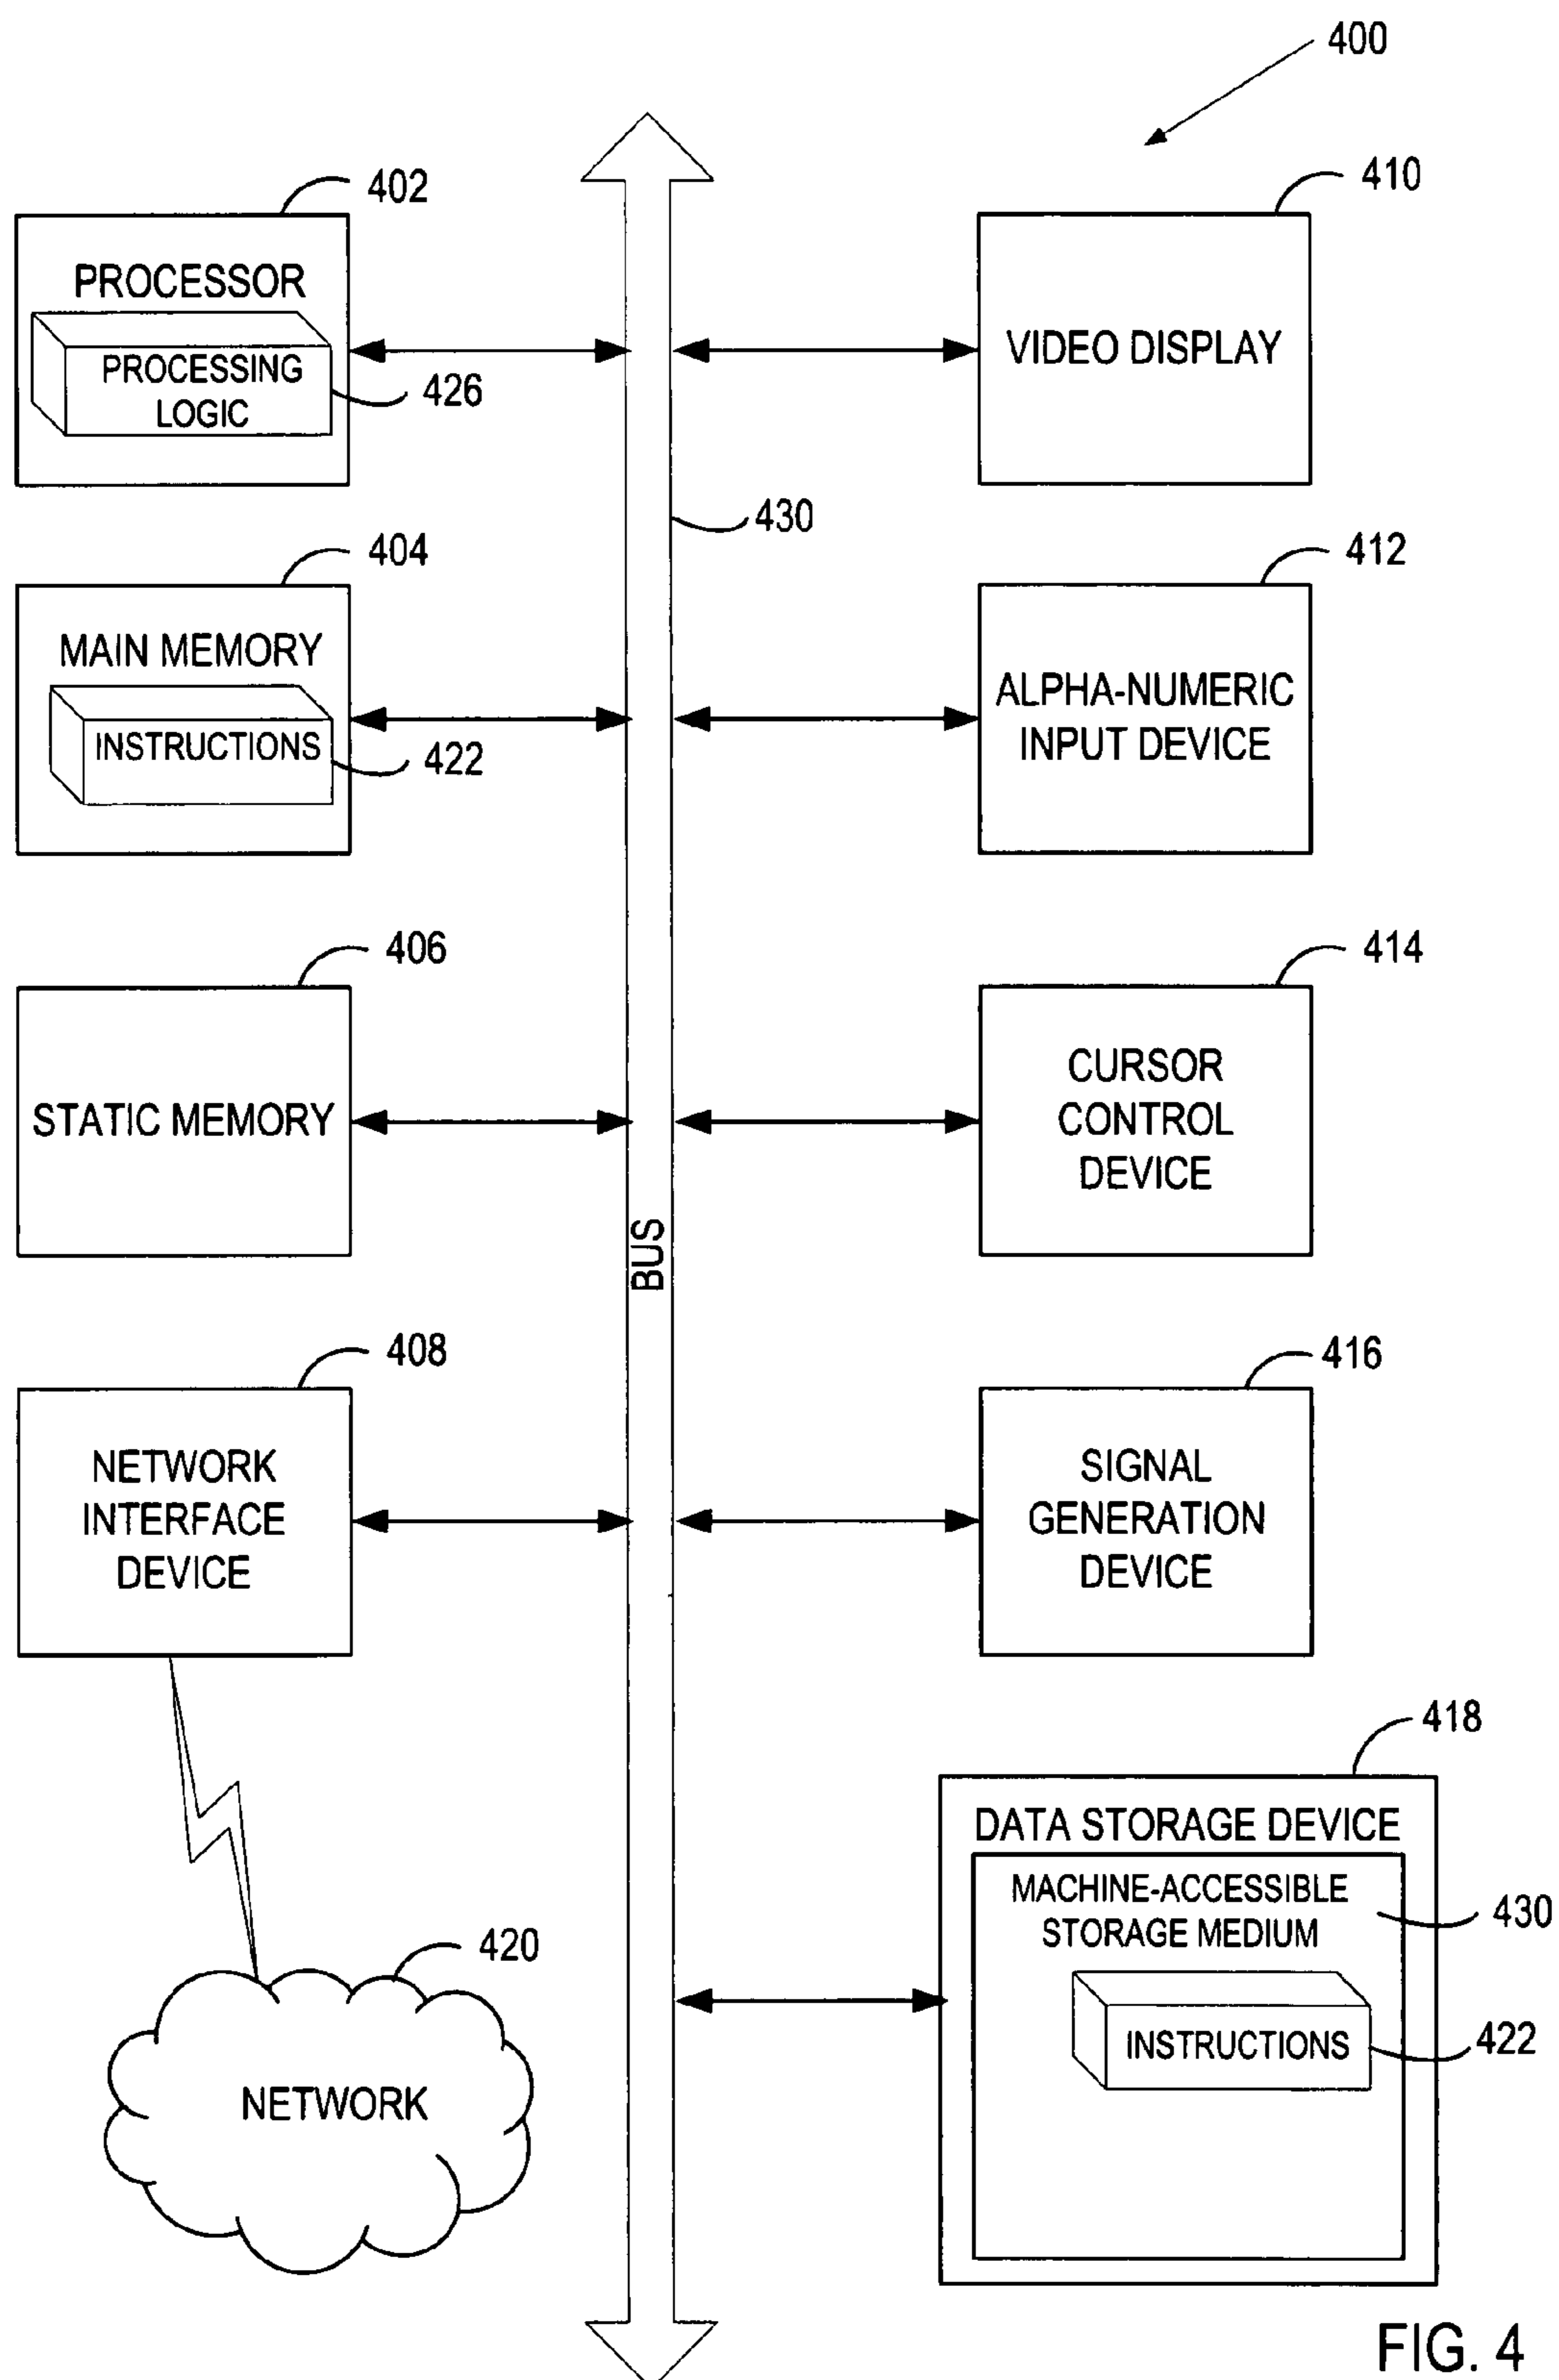 400
402
PROCESSOR
PROCESSING
LOGIC
426
410
VIDEO DISPLAY
430
404
MAIN MEMORY
INSTRUCTIONS
422
412
ALPHA-NUMERIC
INPUT DEVICE
406
STATIC MEMORY
414
CURSOR
CONTROL
DEVICE
BUS
408
NETWORK
INTERFACE
DEVICE
416
SIGNAL
GENERATION
DEVICE
418
DATA STORAGE DEVICE
MACHINE-ACCESSIBLE
STORAGE MEDIUM
430
INSTRUCTIONS
422
420
NETWORK
FIG. 4